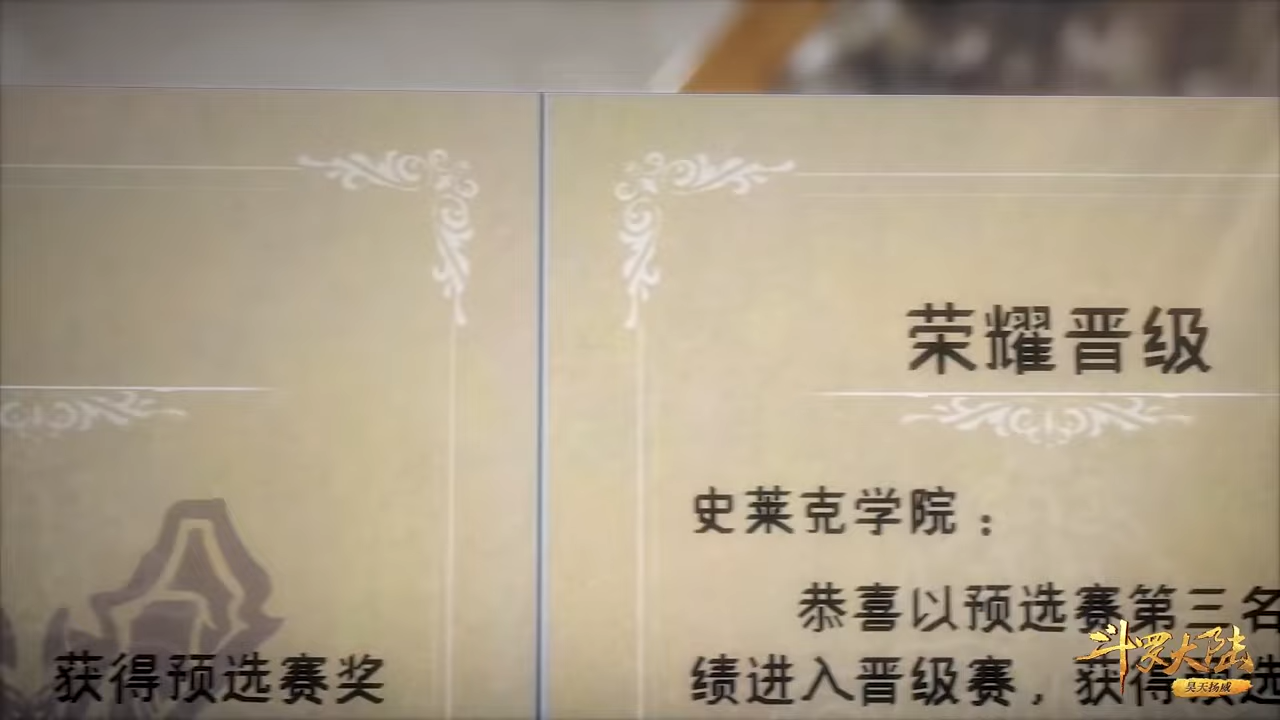 荣耀晋级
史莱克学院：
恭喜以预选赛第三名
绩进入晋级赛，获得预选
获得预选赛奖
斗罗大陆
昊天扬威